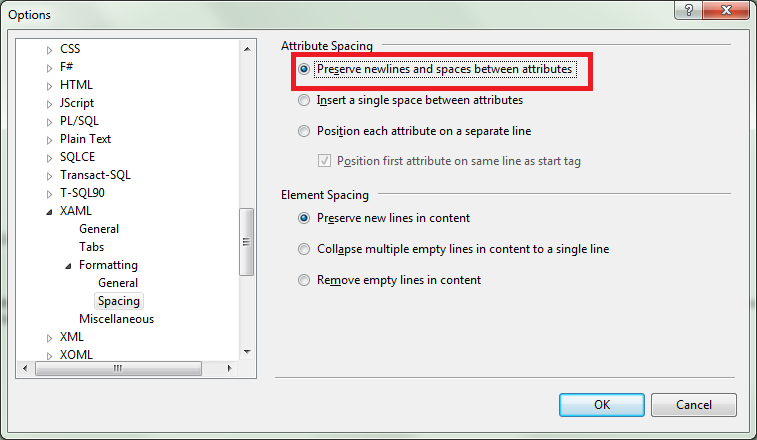 Options
CSS
F#
HTML
JScript
PL/SQL
Plain Text
SQLCE
Transact-SQL
T-SQL90
XAML
General
Tabs
Formatting
General
Spacing
Miscellaneous
XML
XOML
Attribute Spacing
Preserve newlines and spaces between attributes
Insert a single space between attributes
Position each attribute on a separate line
Position first attribute on same line as start tag
Element Spacing
Preserve new lines in content
Collapse multiple empty lines in content to a single line
Remove empty lines in content
OK
Cancel